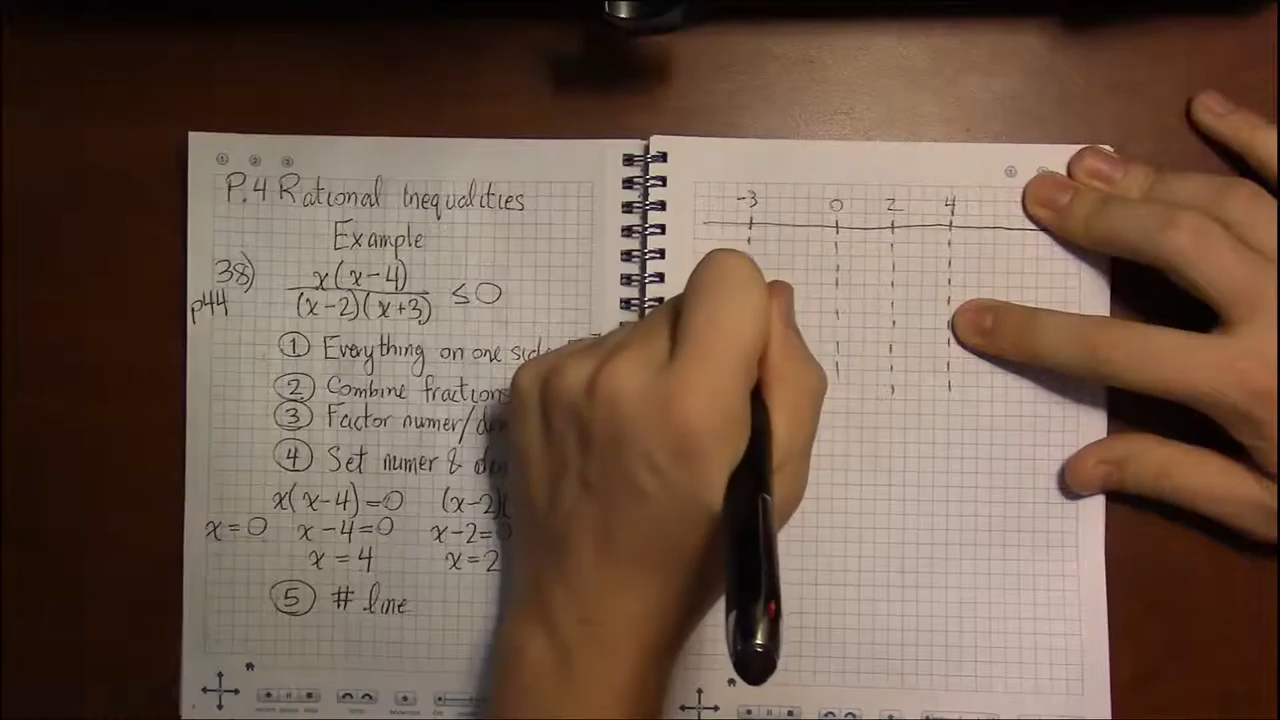 P.4 Rational Inequalities
Example
38) x(x-4) / (x-2)(x+3) ≤ 0
p44
① Everything on one side
② Combine fractions
③ Factor numer/
④ Set numer &
x(x-4)=0 (x-2)(
x=0 x-4=0 x-2=0
x=4 x=2
⑤ # line
-3 0 2 4